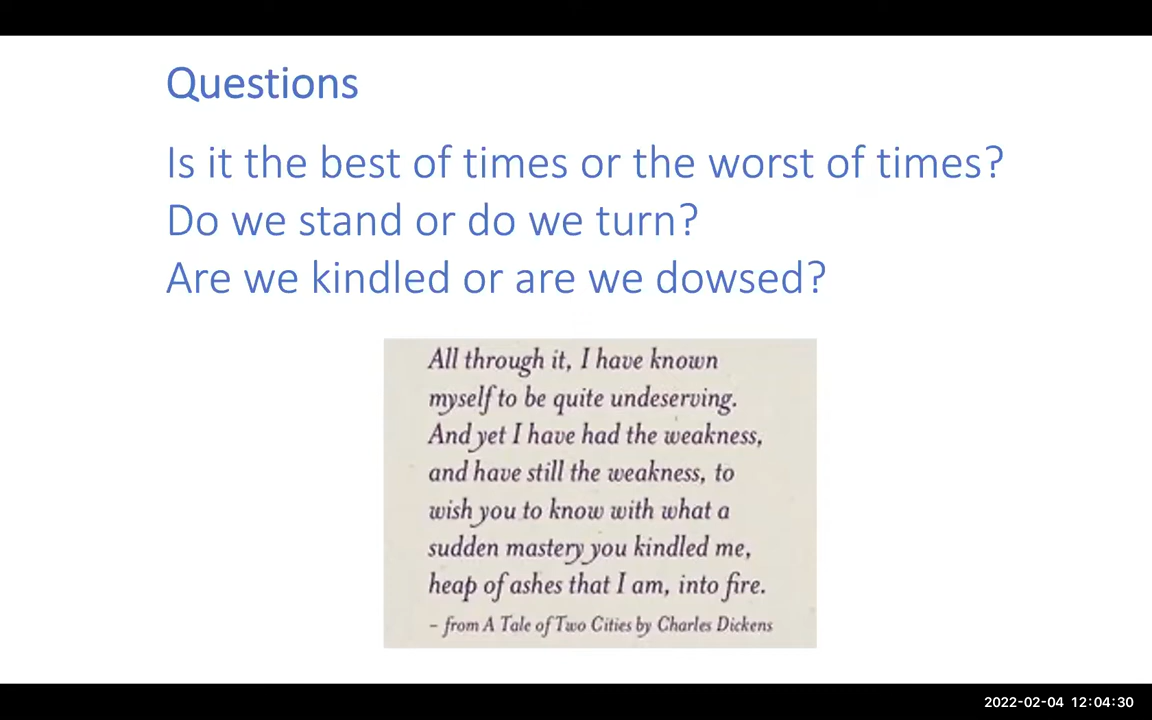 Questions
Is it the best of times or the worst of times?
Do we stand or do we turn?
Are we kindled or are we dowsed?
All through it, I have known
myself to be quite undeserving.
And yet I have had the weakness,
and have still the weakness, to
wish you to know with what a
sudden mastery you kindled me,
heap of ashes that I am, into fire.
- from A Tale of Two Cities by Charles Dickens
2022-02-04 12:04:30